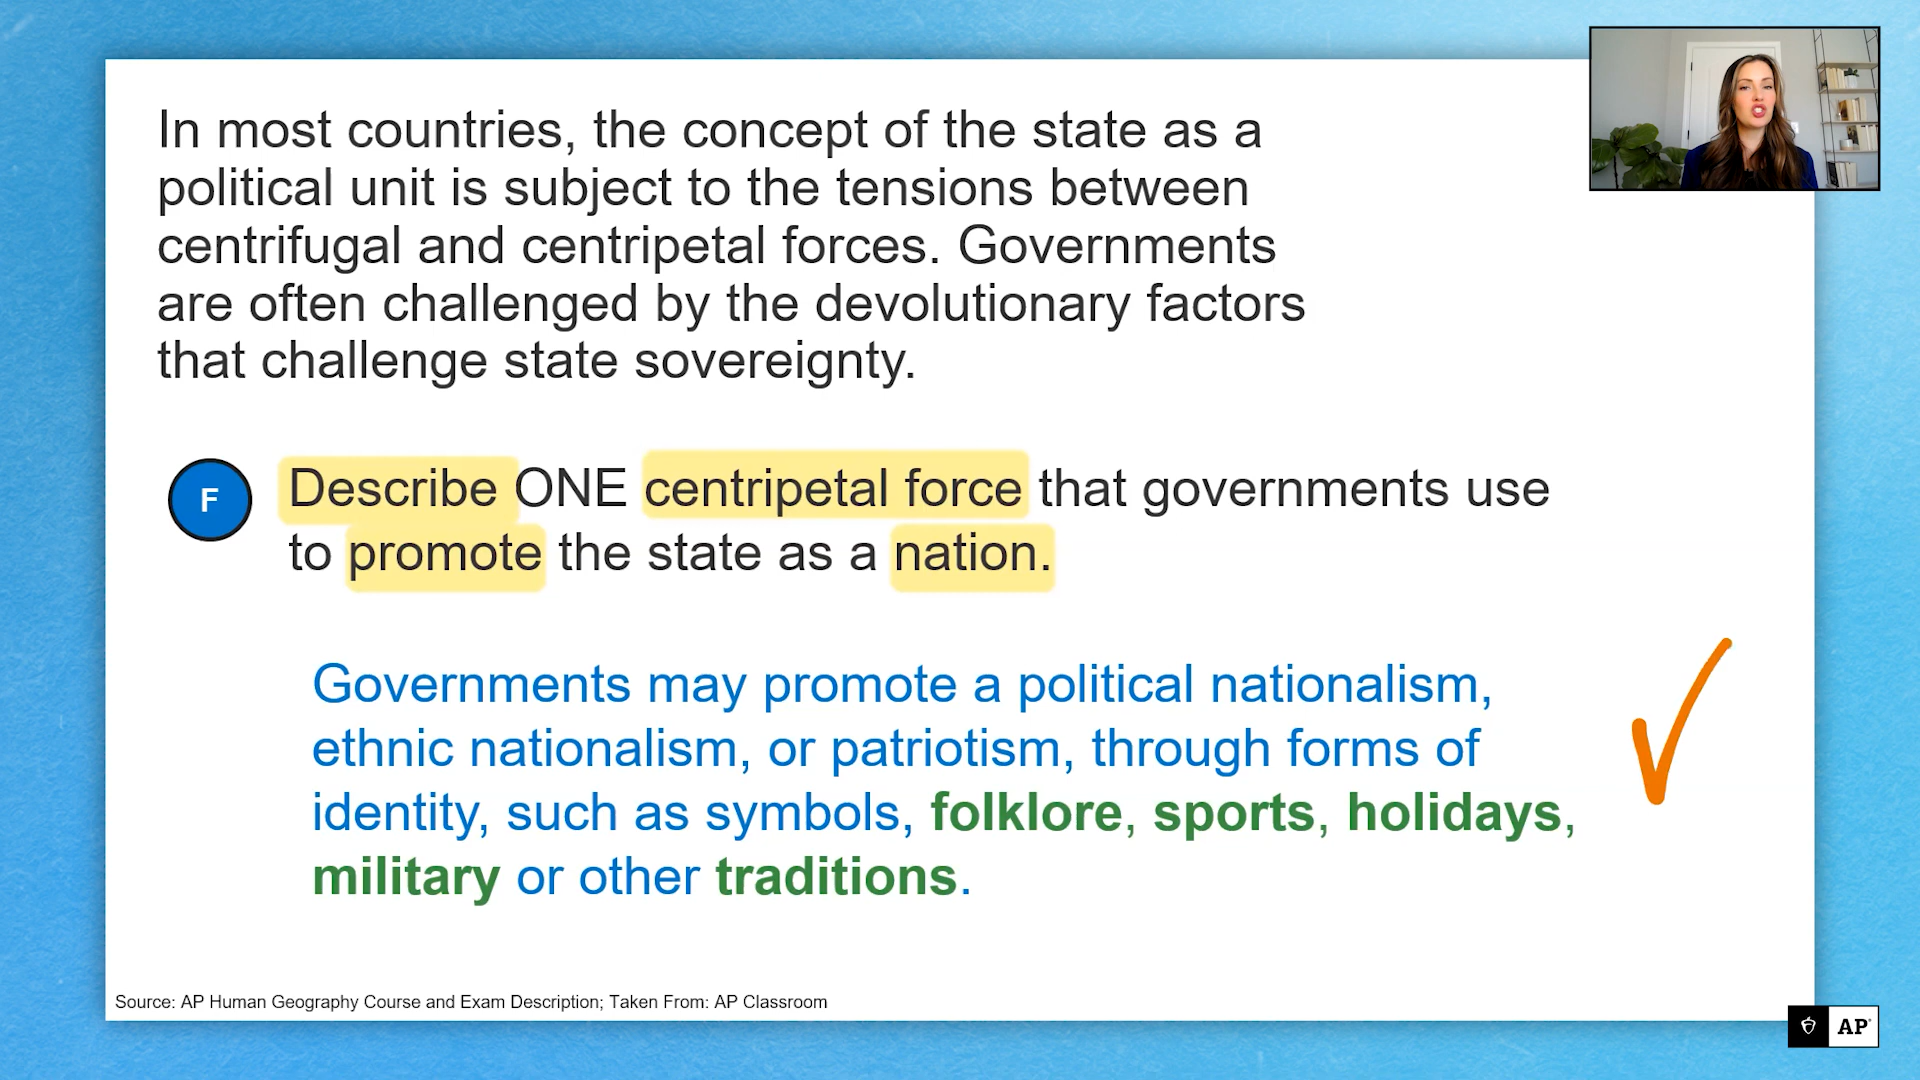 In most countries, the concept of the state as a
political unit is subject to the tensions between
centrifugal and centripetal forces. Governments
are often challenged by the devolutionary factors
that challenge state sovereignty.
F
Describe ONE centripetal force that governments use
to promote the state as a nation.
Governments may promote a political nationalism,
ethnic nationalism, or patriotism, through forms of
identity, such as symbols, folklore, sports, holidays,
military or other traditions.
Source: AP Human Geography Course and Exam Description; Taken From: AP Classroom
AP